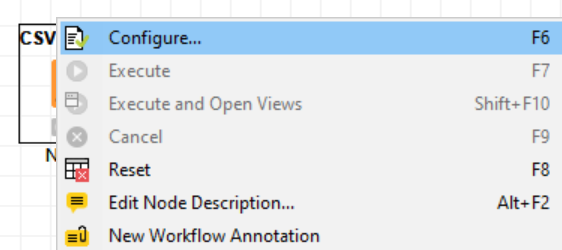 CSV
Configure... F6
Execute F7
Execute and Open Views Shift+F10
Cancel F9
N
Reset F8
Edit Node Description... Alt+F2
New Workflow Annotation